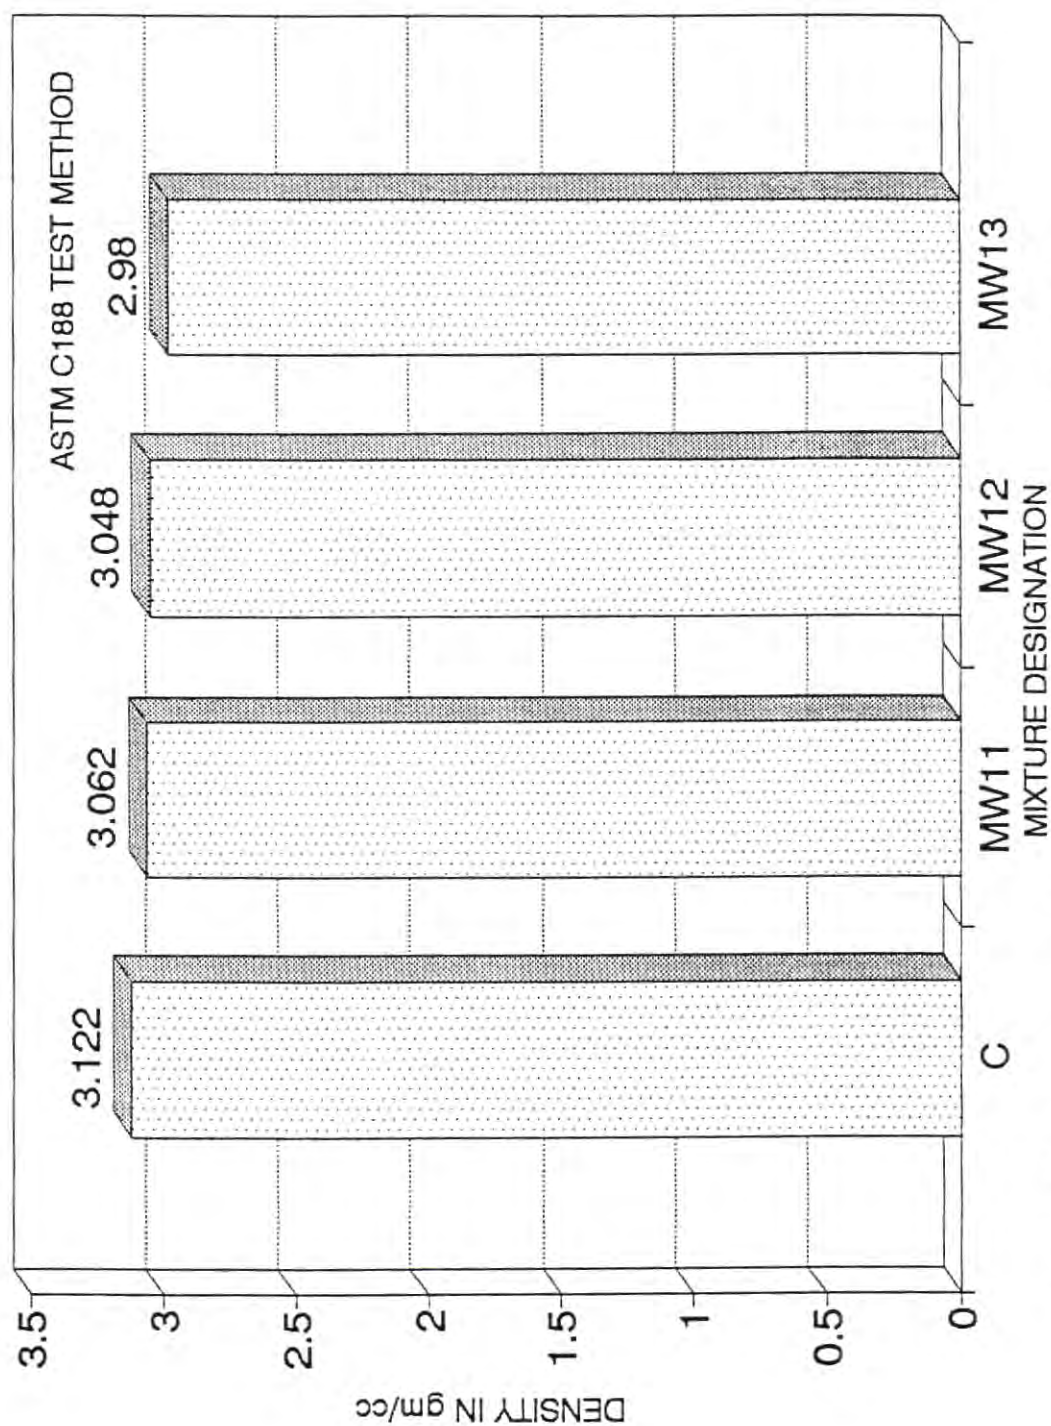 ASTM C188 TEST METHOD
3.122
3.062
3.048
2.98
3.5
3
2.5
2
1.5
1
0.5
0
DENSITY IN gm/cc
C
MW11
MW12
MW13
MIXTURE DESIGNATION